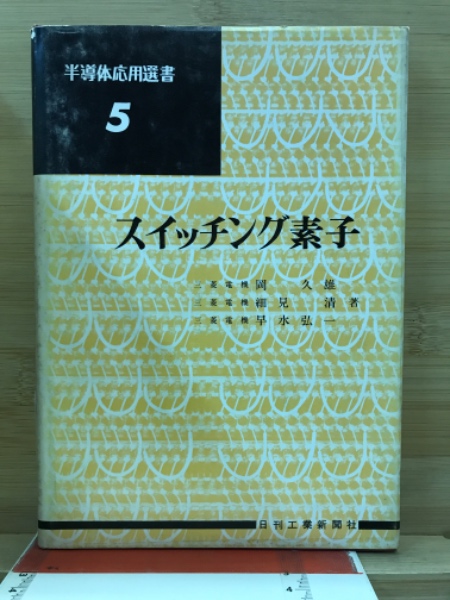 半導体応用選書
5
スイッチング素子
三菱電機 岡 久雄
三菱電機 細見 清 著
三菱電機 早水弘一
日刊工業新聞社